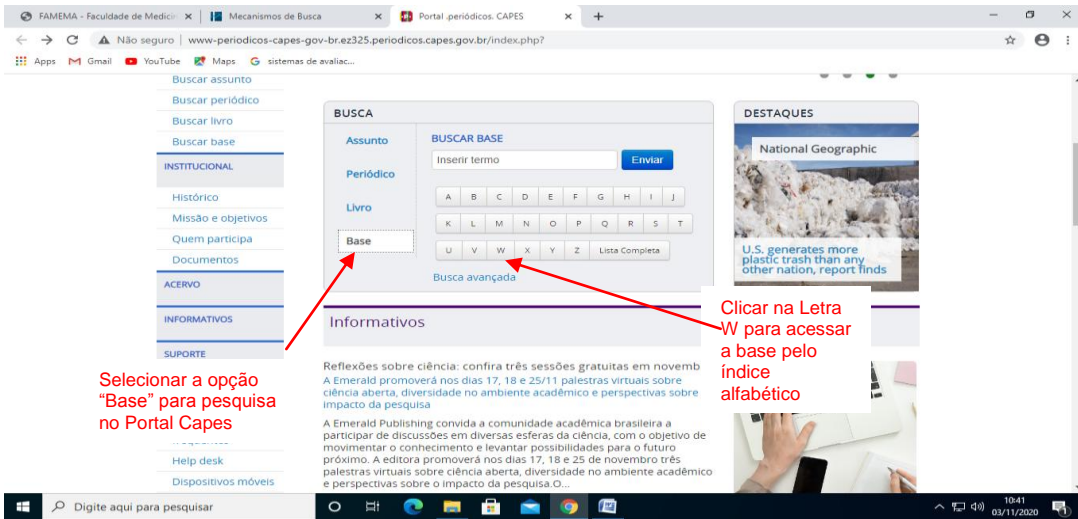 FAMEMA - Faculdade de Medicin
Mecanismos de Busca
Portal .periódicos. CAPES
Não seguro | www-periodicos-capes-gov-br.ez325.periodicos.capes.gov.br/index.php?
Apps
Gmail
YouTube
Maps
sistemas de avaliac...
Buscar assunto
Buscar periódico
Buscar livro
Buscar base
INSTITUCIONAL
Histórico
Missão e objetivos
Quem participa
Documentos
ACERVO
INFORMATIVOS
SUPORTE
Help desk
Dispositivos móveis
Selecionar a opção
“Base” para pesquisa
no Portal Capes
BUSCA
Assunto
Periódico
Livro
Base
BUSCAR BASE
Inserir termo
Enviar
A B C D E F G H I J
K L M N O P Q R S T
U V W X Y Z Lista Completa
Busca avançada
DESTAQUES
National Geographic
U.S. generates more
plastic trash than any
other nation, report finds
Clicar na Letra
W para acessar
a base pelo
índice
alfabético
Informativos
Reflexões sobre ciência: confira três sessões gratuitas em novemb
A Emerald promoverá nos dias 17, 18 e 25/11 palestras virtuais sobre
ciência aberta, diversidade no ambiente acadêmico e perspectivas sobre
impacto da pesquisa
A Emerald Publishing convida a comunidade acadêmica brasileira a
participar de discussões em diversas esferas da ciência, com o objetivo de
movimentar o conhecimento e levantar possibilidades para o futuro
próximo. A editora promoverá nos dias 17, 18 e 25 de novembro três
palestras virtuais sobre ciência aberta, diversidade no ambiente acadêmico
e perspectivas sobre o impacto da pesquisa.O...
Digite aqui para pesquisar
10:41
03/11/2020